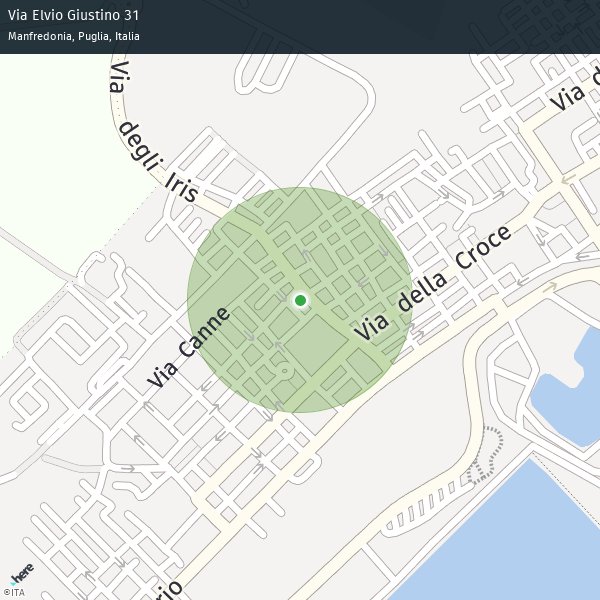 Via Elvio Giustino 31
Manfredonia, Puglia, Italia
Via degli Iris
Via d
Via della Croce
Via Canne
rio
here
©ITA